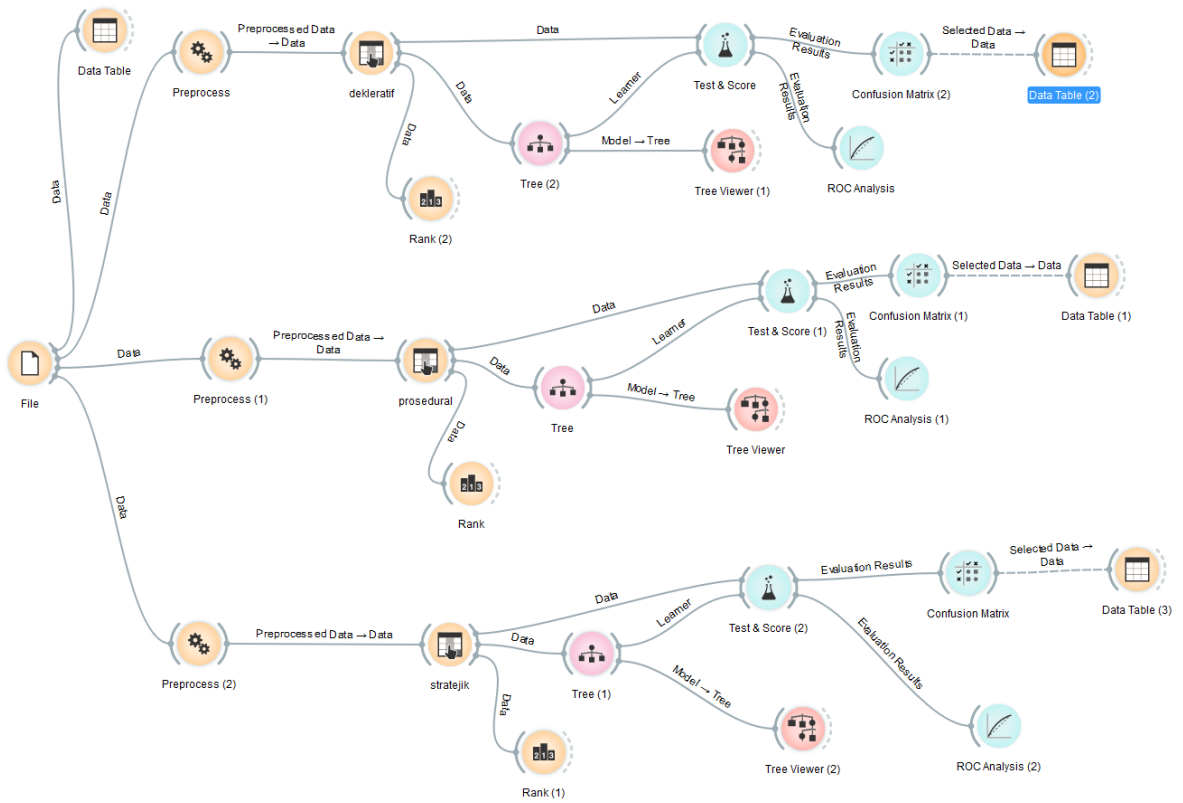 Data Table
Preprocessed Data
→ Data
Preprocess
dekleratif
Data
Data
Data
Rank (2)
Tree (2)
Learner
Model → Tree
Tree Viewer (1)
Test & Score
Evaluation
Results
Evaluation
Results
ROC Analysis
Confusion Matrix (2)
Selected Data →
Data
Data Table (2)
Data
Data
File
Data
Preprocess (1)
Preprocessed Data →
Data
prosedural
Data
Data
Data
Rank
Tree
Learner
Model → Tree
Tree Viewer
Test & Score (1)
Evaluation
Results
Evaluation
Results
ROC Analysis (1)
Confusion Matrix (1)
Selected Data → Data
Data Table (1)
Data
Preprocess (2)
Preprocessed Data → Data
stratejik
Data
Data
Data
Rank (1)
Tree (1)
Learner
Model → Tree
Tree Viewer (2)
Test & Score (2)
Evaluation Results
Evaluation Results
ROC Analysis (2)
Confusion Matrix
Selected Data →
Data
Data Table (3)